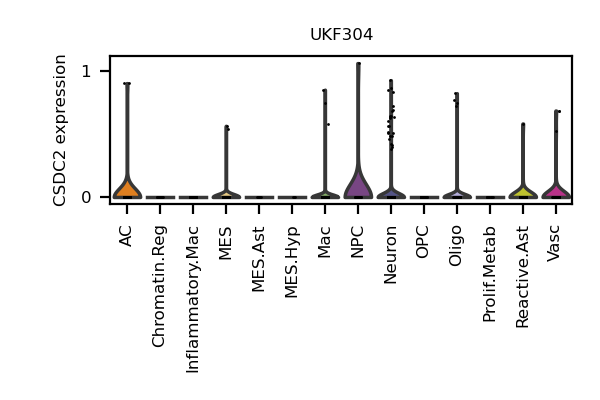 UKF304
CSDC2 expression
1
0
AC
Chromatin.Reg
Inflammatory.Mac
MES
MES.Ast
MES.Hyp
Mac
NPC
Neuron
OPC
Oligo
Prolif.Metab
Reactive.Ast
Vasc